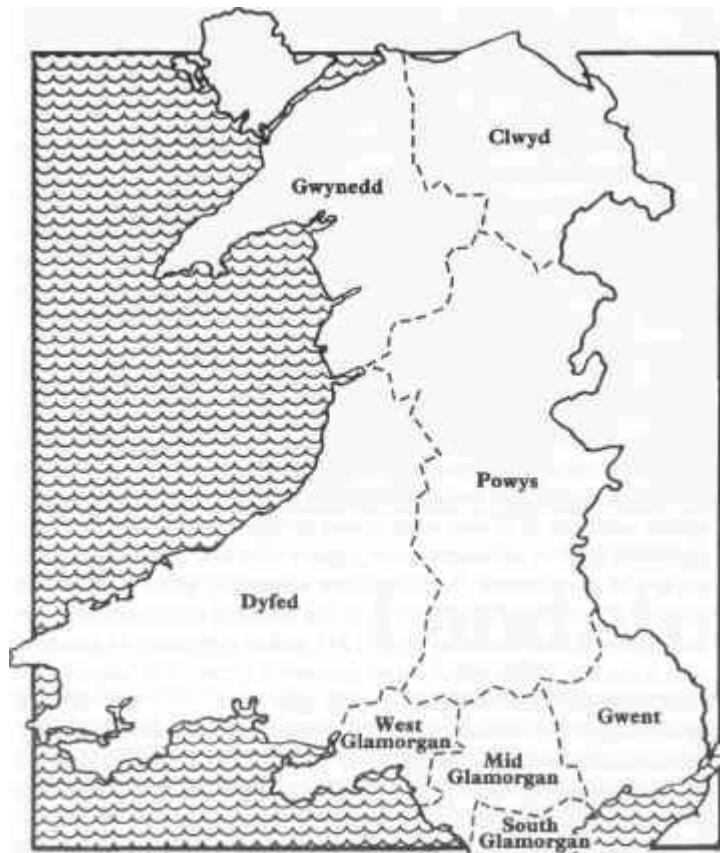 Clwyd
Gwynedd
Powys
Dyfed
West
Glamorgan
Gwent
Mid
Glamorgan
South
Glamorgan